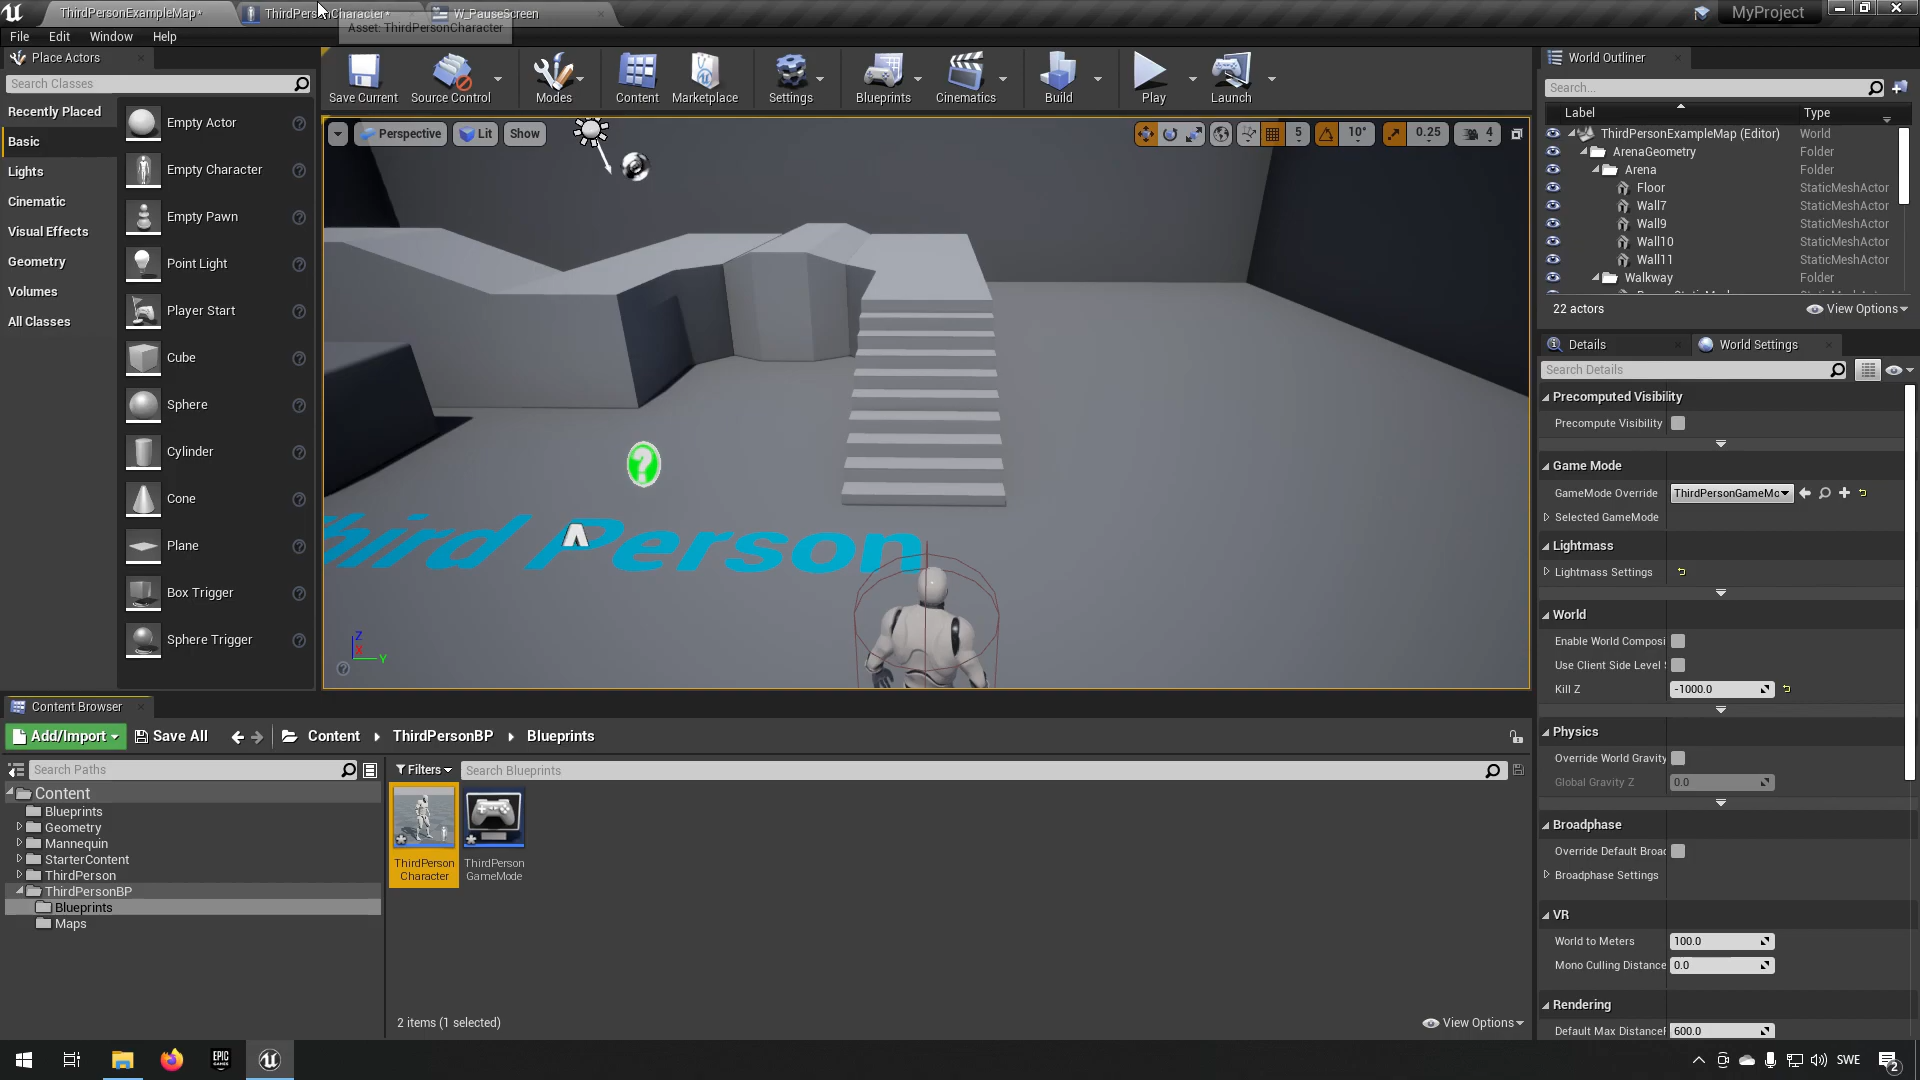 ThirdPersonExampleMap*
ThirdPersonCharacter*
W_PauseScreen
Asset: ThirdPersonCharacter
MyProject
File
Edit
Window
Help
Place Actors
Search Classes
Recently Placed
Basic
Lights
Cinematic
Visual Effects
Geometry
Volumes
All Classes
Empty Actor
Empty Character
Empty Pawn
Point Light
Player Start
Cube
Sphere
Cylinder
Cone
Plane
Box Trigger
Sphere Trigger
Save Current
Source Control
Modes
Content
Marketplace
Settings
Blueprints
Cinematics
Build
Play
Launch
Perspective
Lit
Show
5
10°
0.25
4
Third Person
Z
X
Y
World Outliner
Search...
Label
Type
ThirdPersonExampleMap (Editor)
World
ArenaGeometry
Folder
Arena
Folder
Floor
StaticMeshActor
Wall7
StaticMeshActor
Wall9
StaticMeshActor
Wall10
StaticMeshActor
Wall11
StaticMeshActor
Walkway
Folder
22 actors
View Options
Details
World Settings
Search Details
Precomputed Visibility
Precompute Visibility
Game Mode
GameMode Override
ThirdPersonGameMo
Selected GameMode
Lightmass
Lightmass Settings
World
Enable World Composi
Use Client Side Level
Kill Z
-1000.0
Physics
Override World Gravity
Global Gravity Z
0.0
Broadphase
Override Default Broad
Broadphase Settings
VR
World to Meters
100.0
Mono Culling Distance
0.0
Rendering
Default Max DistanceF
600.0
Content Browser
Add/Import
Save All
Content
ThirdPersonBP
Blueprints
Search Paths
Filters
Search Blueprints
Content
Blueprints
Geometry
Mannequin
StarterContent
ThirdPerson
ThirdPersonBP
Blueprints
Maps
ThirdPerson
Character
ThirdPerson
GameMode
2 items (1 selected)
View Options
EPIC
GAMES
SWE
2